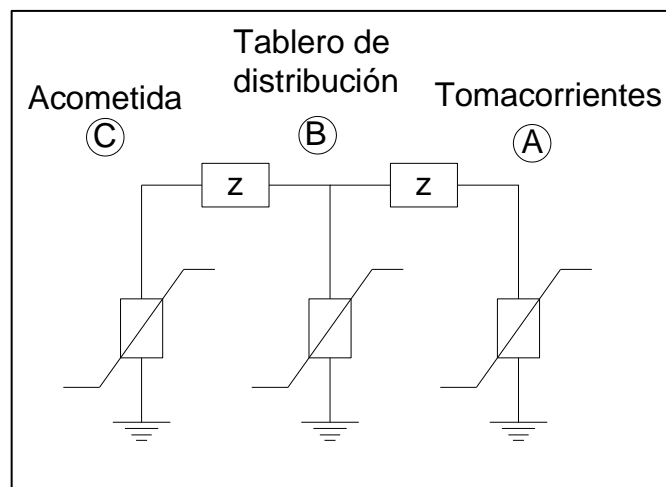 Tablero de
distribución
Acometida
Tomacorrientes
C
B
A
z
z